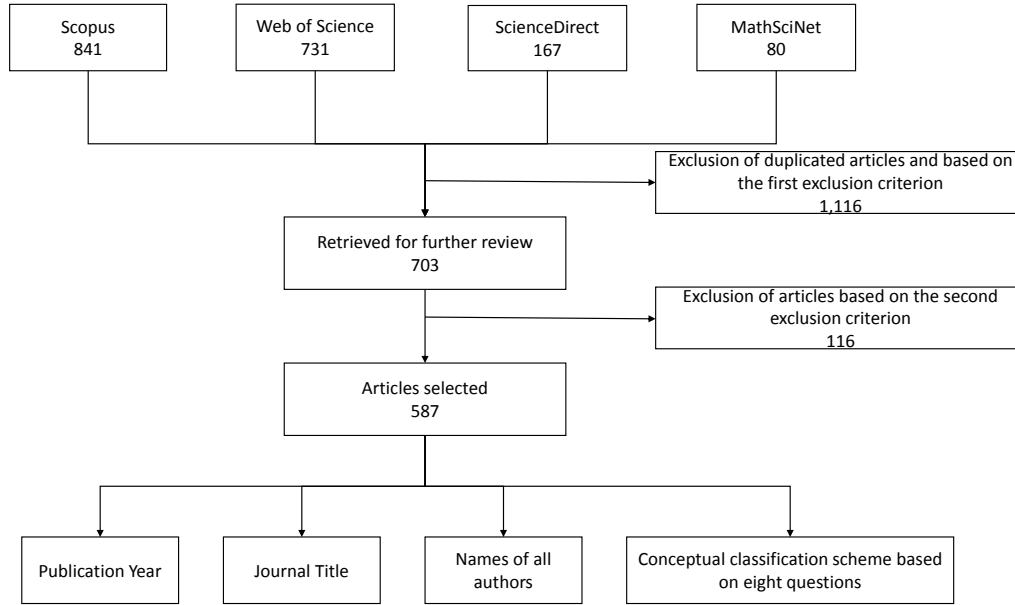 Scopus
841
Web of Science
731
ScienceDirect
167
MathSciNet
80
Exclusion of duplicated articles and based on
the first exclusion criterion
1,116
Retrieved for further review
703
Exclusion of articles based on the second
exclusion criterion
116
Articles selected
587
Publication Year
Journal Title
Names of all
authors
Conceptual classification scheme based
on eight questions